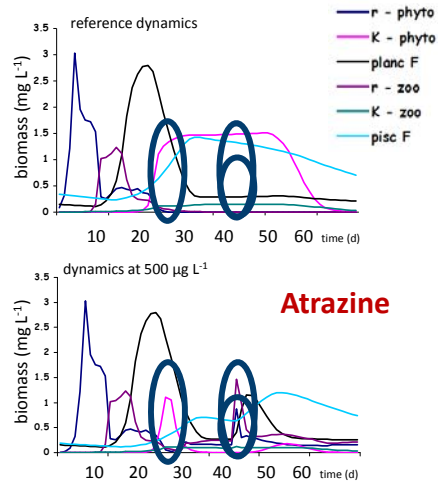 reference dynamics
r - phyto
K - phyto
planc F
r - zoo
K - zoo
pisc F
biomass (mg L-1)
3.5
3
2.5
2
1.5
1
0.5
0
10 20 30 40 50 60 time (d)
dynamics at 500 µg L-1
Atrazine
biomass (mg L-1)
3.5
3
2.5
2
1.5
1
0.5
0
10 20 30 40 50 60 time (d)